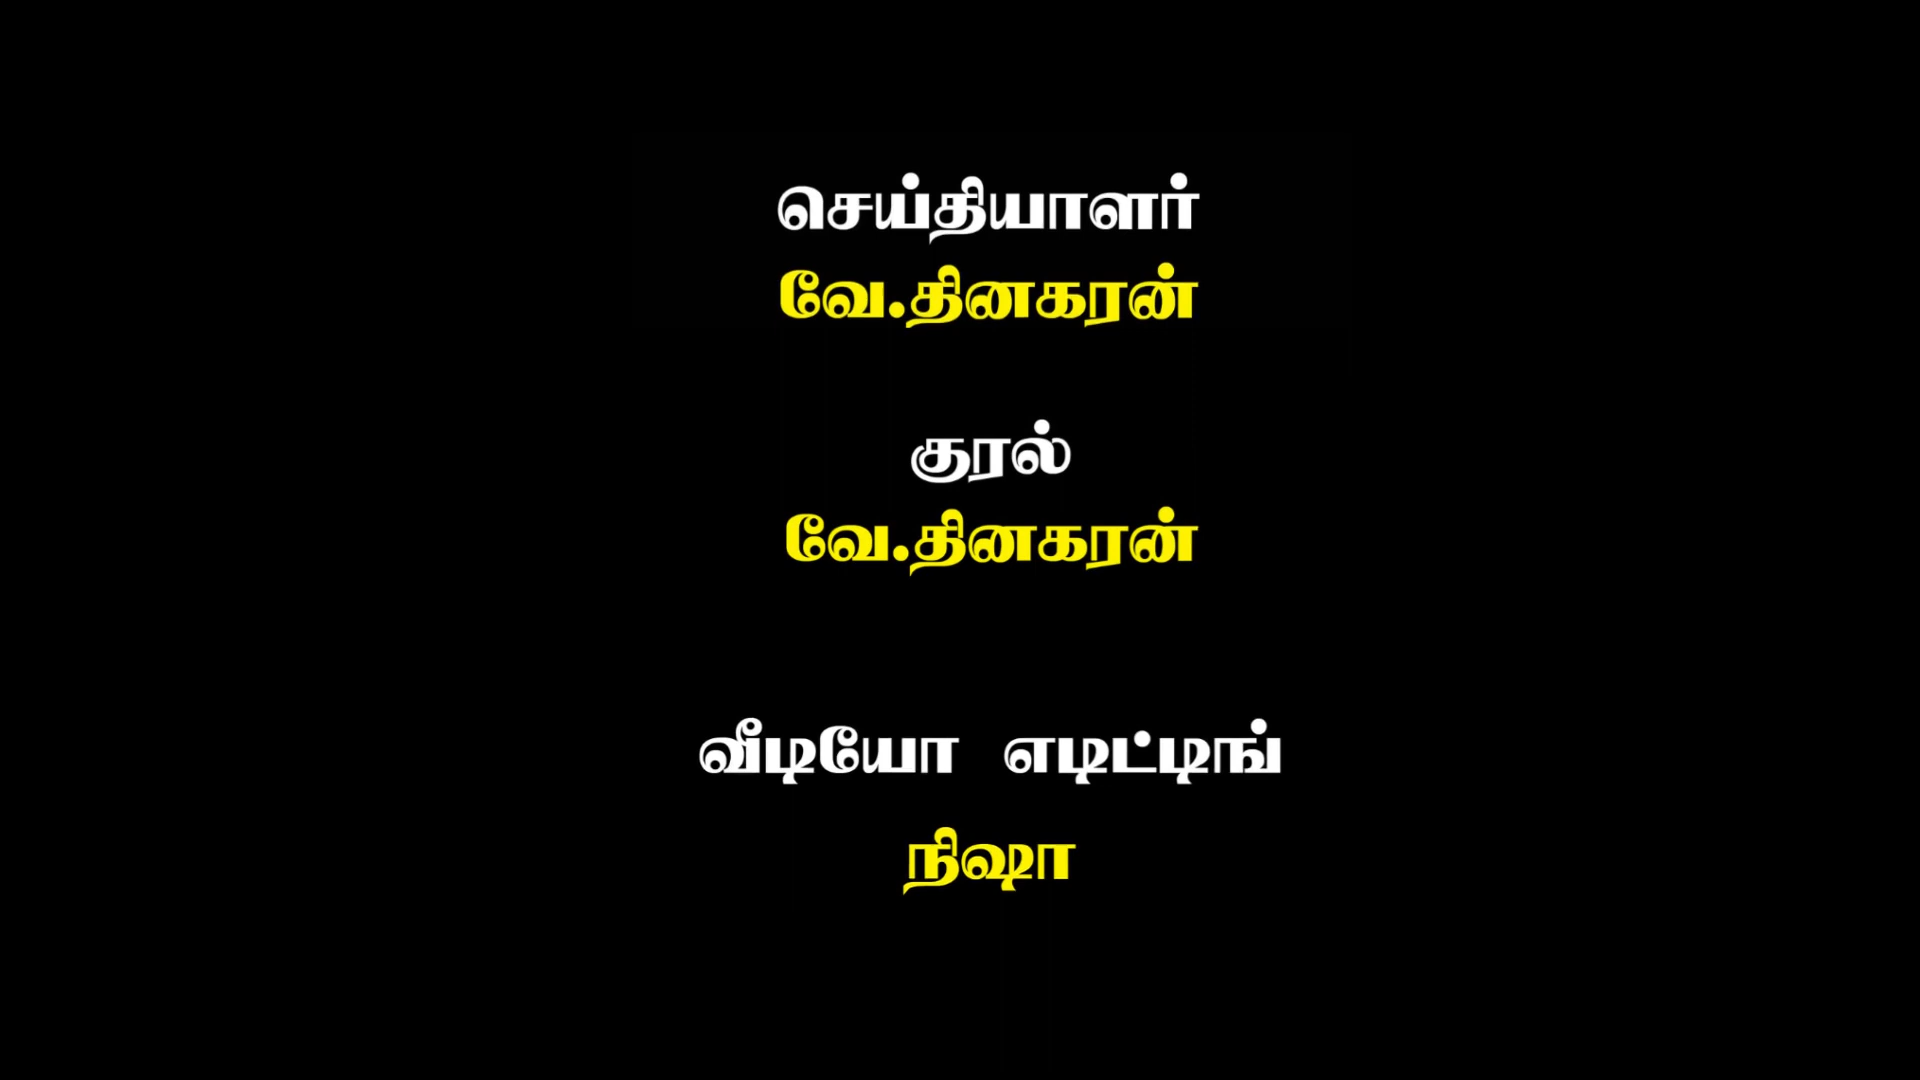 செய்தியாளர்
வே.தினகரன்
குரல்
வே.தினகரன்
வீடியோ எடிட்டிங்
நிஷா